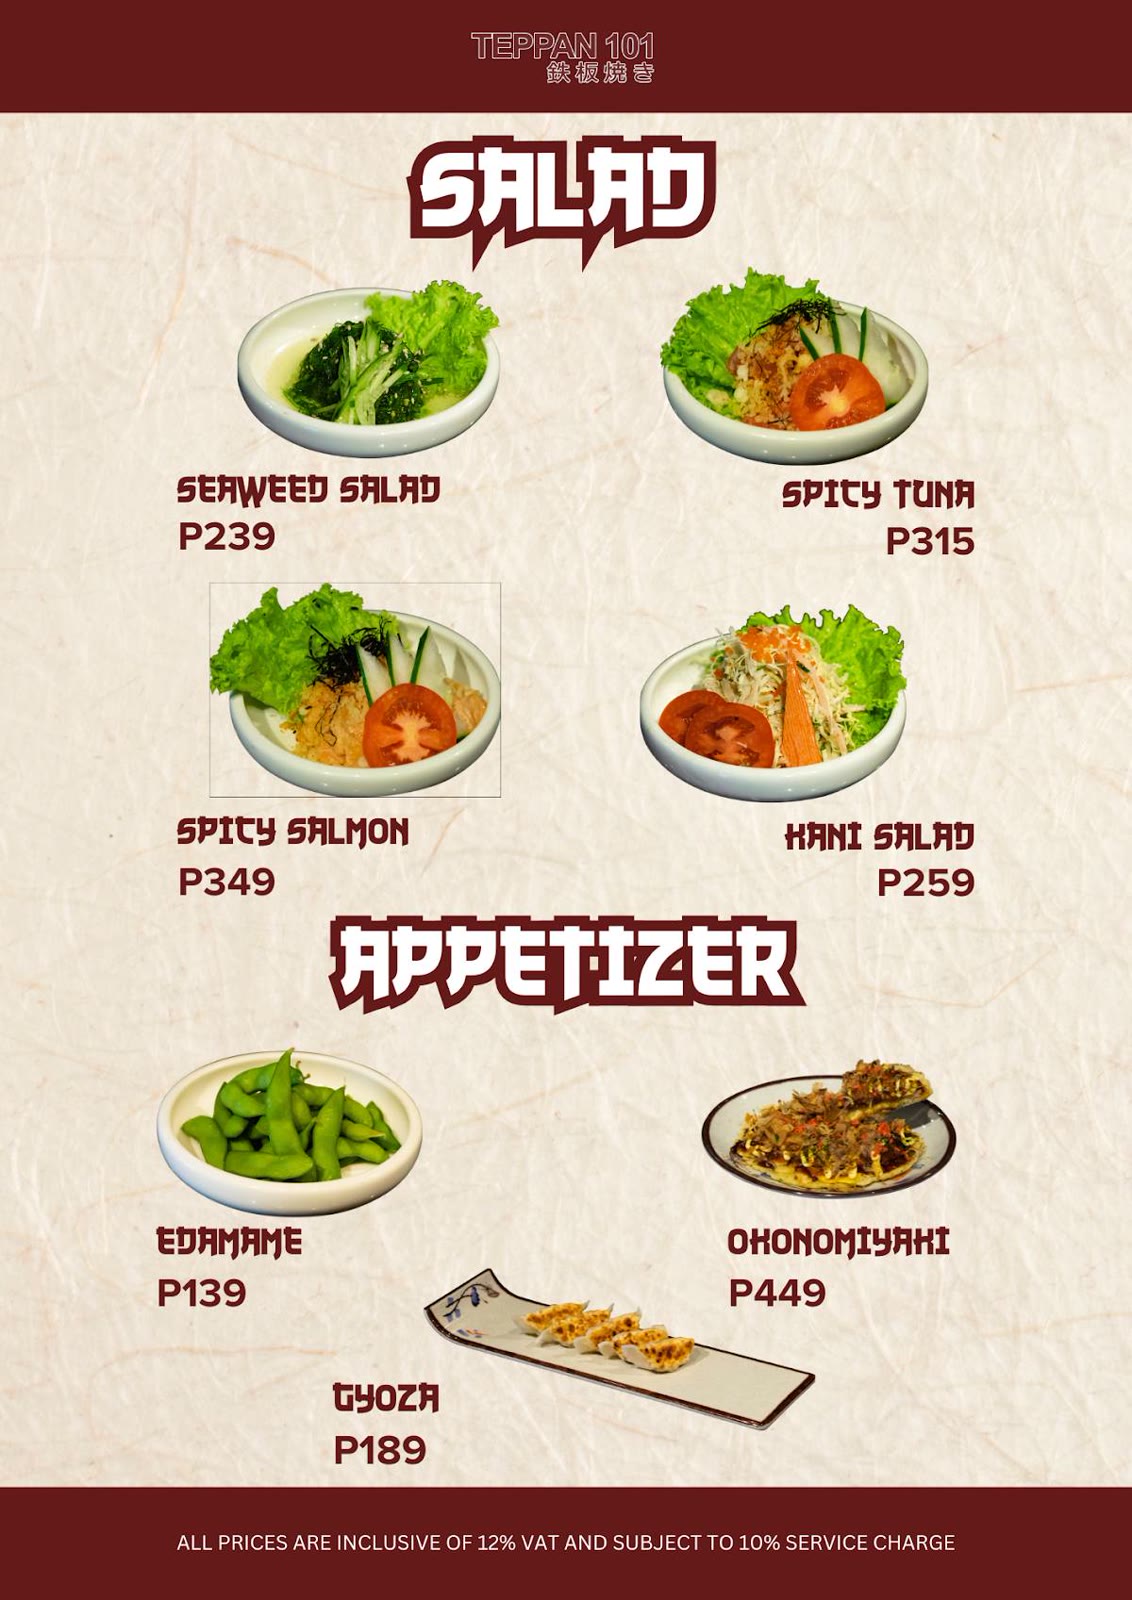 TEPPAN 101
鉄板焼き
SALAD
SEAWEED SALAD
P239
SPICY TUNA
P315
SPICY SALMON
P349
KANI SALAD
P259
APPETIZER
EDAMAME
P139
OKONOMIYAKI
P449
GYOZA
P189
ALL PRICES ARE INCLUSIVE OF 12% VAT AND SUBJECT TO 10% SERVICE CHARGE